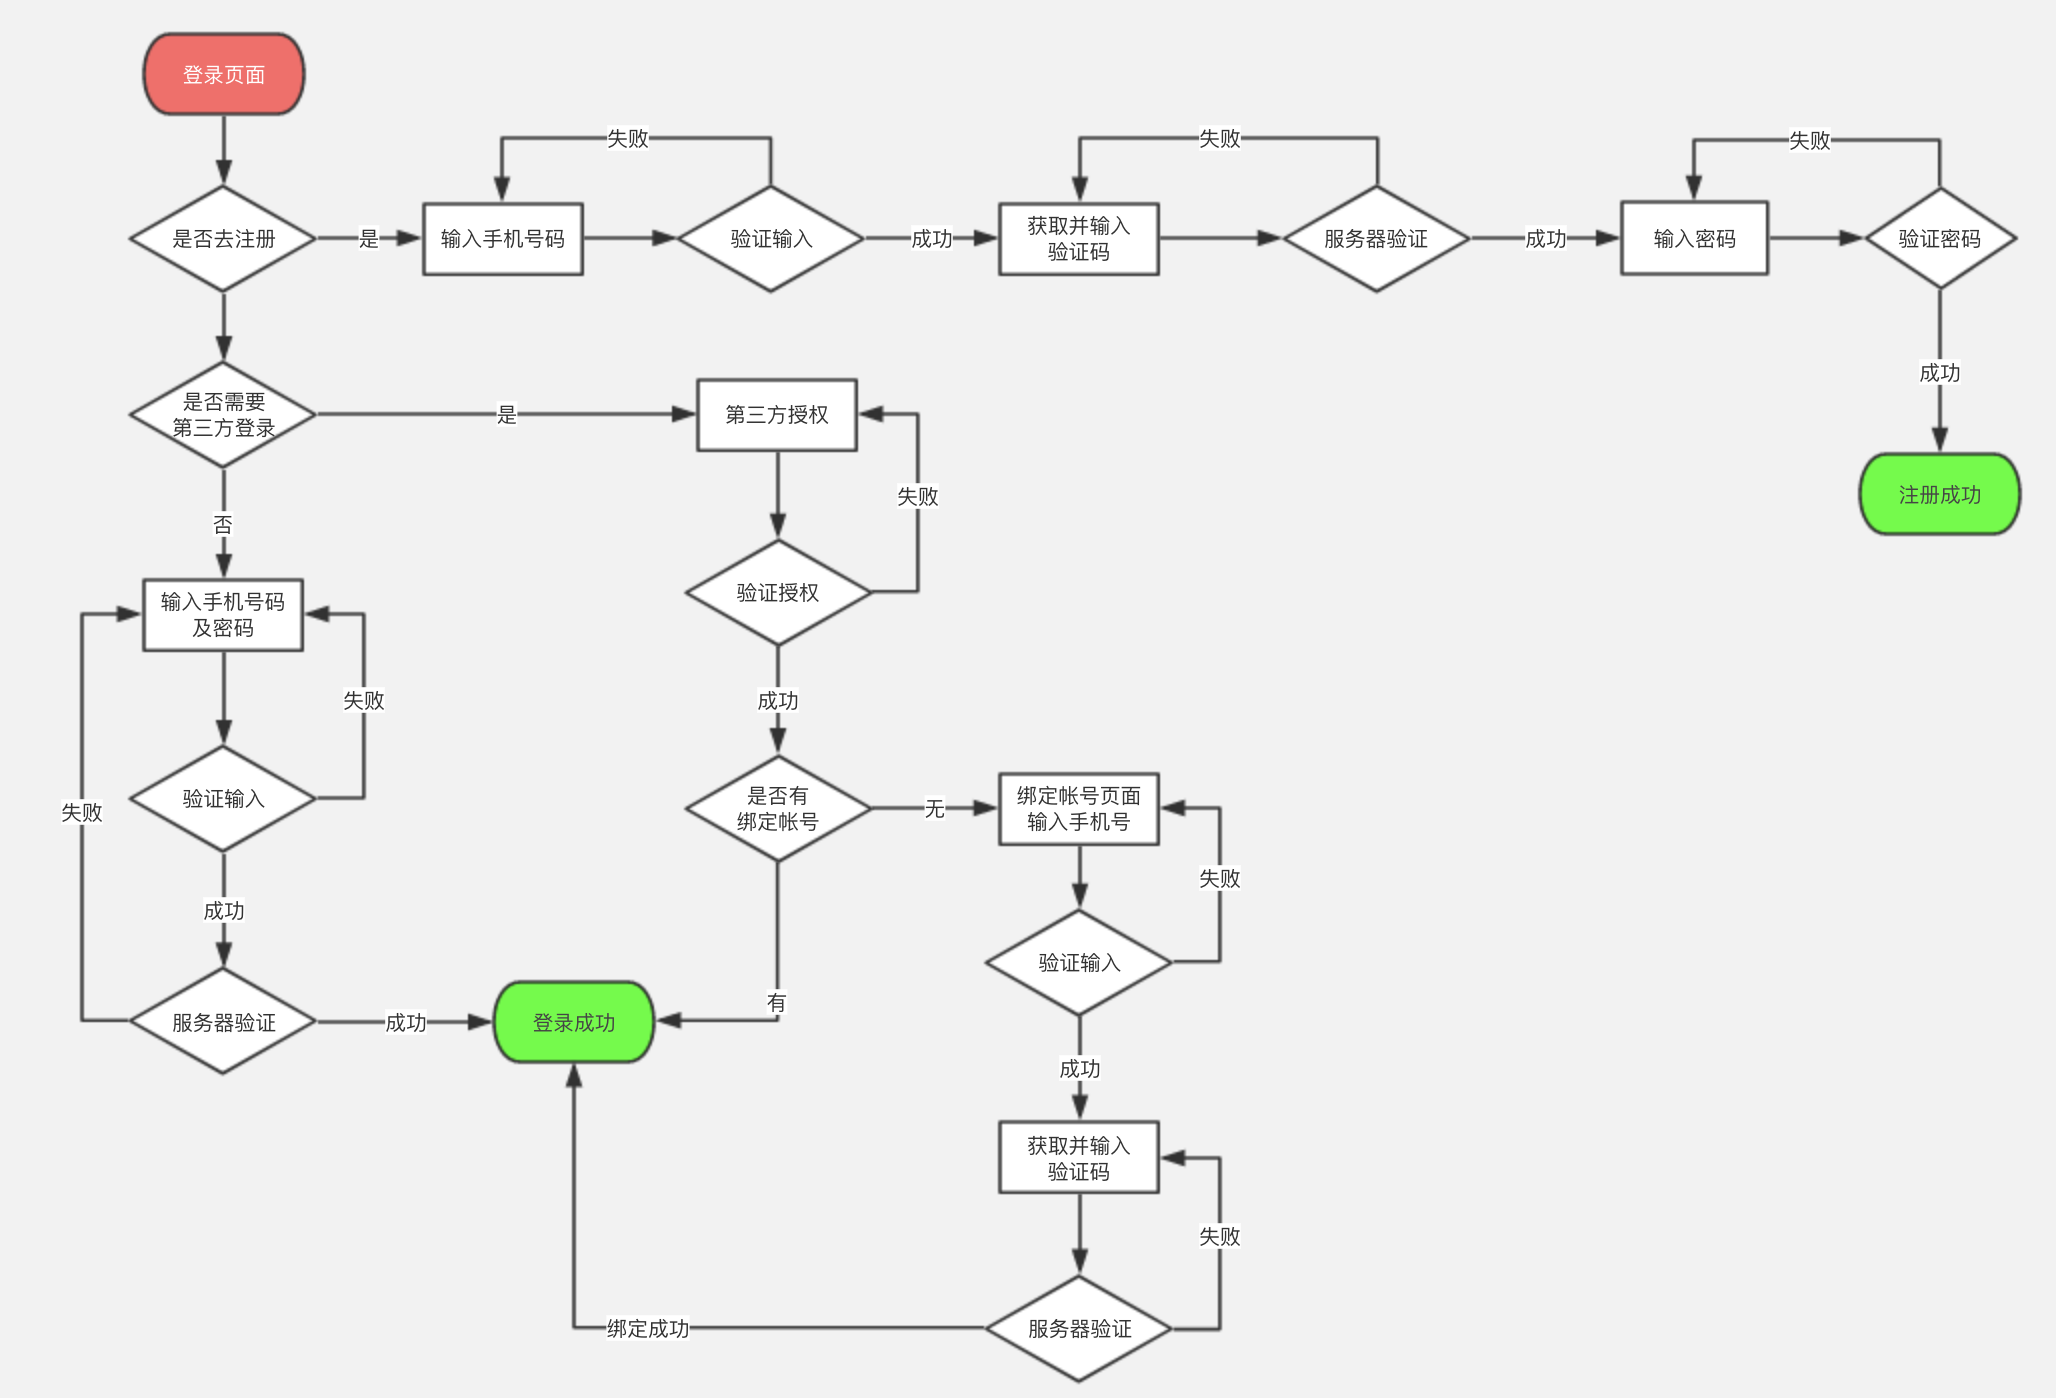 登录页面
失败
失败
失败
是否去注册
是
输入手机号码
验证输入
成功
获取并输入
验证码
服务器验证
成功
输入密码
验证密码
成功
注册成功
是否需要
第三方登录
是
第三方授权
失败
否
验证授权
输入手机号码
及密码
失败
成功
验证输入
失败
是否有
绑定帐号
无
绑定帐号页面
输入手机号
失败
成功
验证输入
有
服务器验证
成功
登录成功
成功
获取并输入
验证码
失败
绑定成功
服务器验证